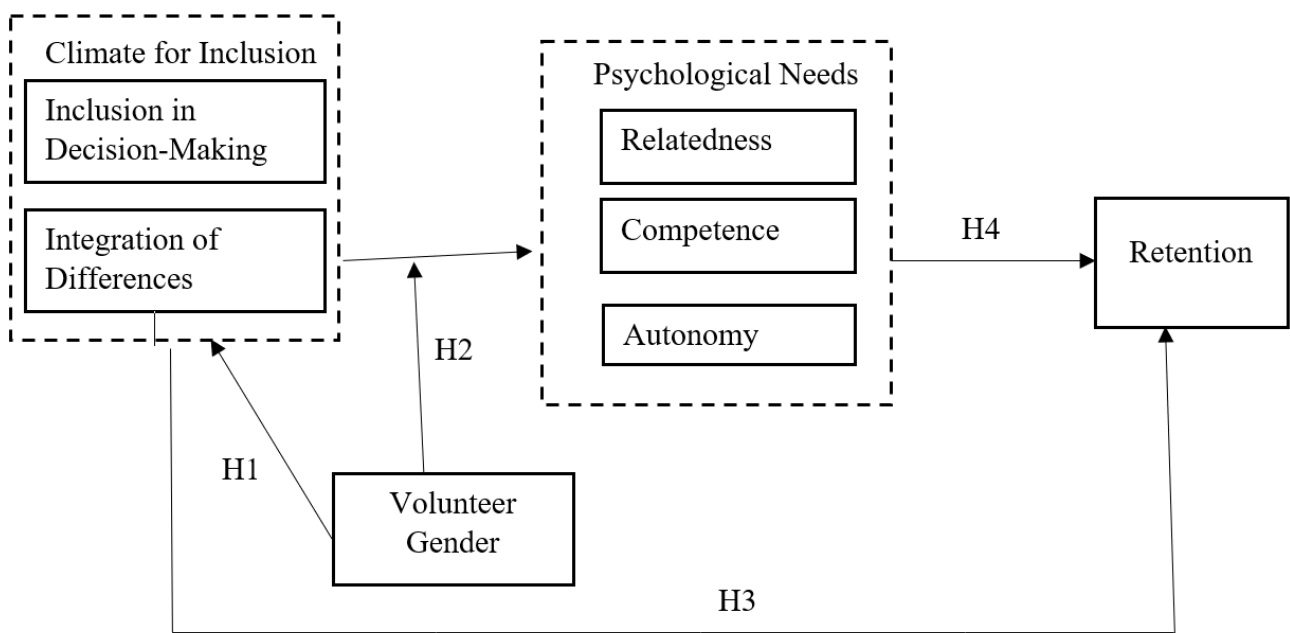 Climate for Inclusion
Inclusion in
Decision-Making
Integration of
Differences
Psychological Needs
Relatedness
Competence
Autonomy
H4
Retention
H2
H1
Volunteer
Gender
H3